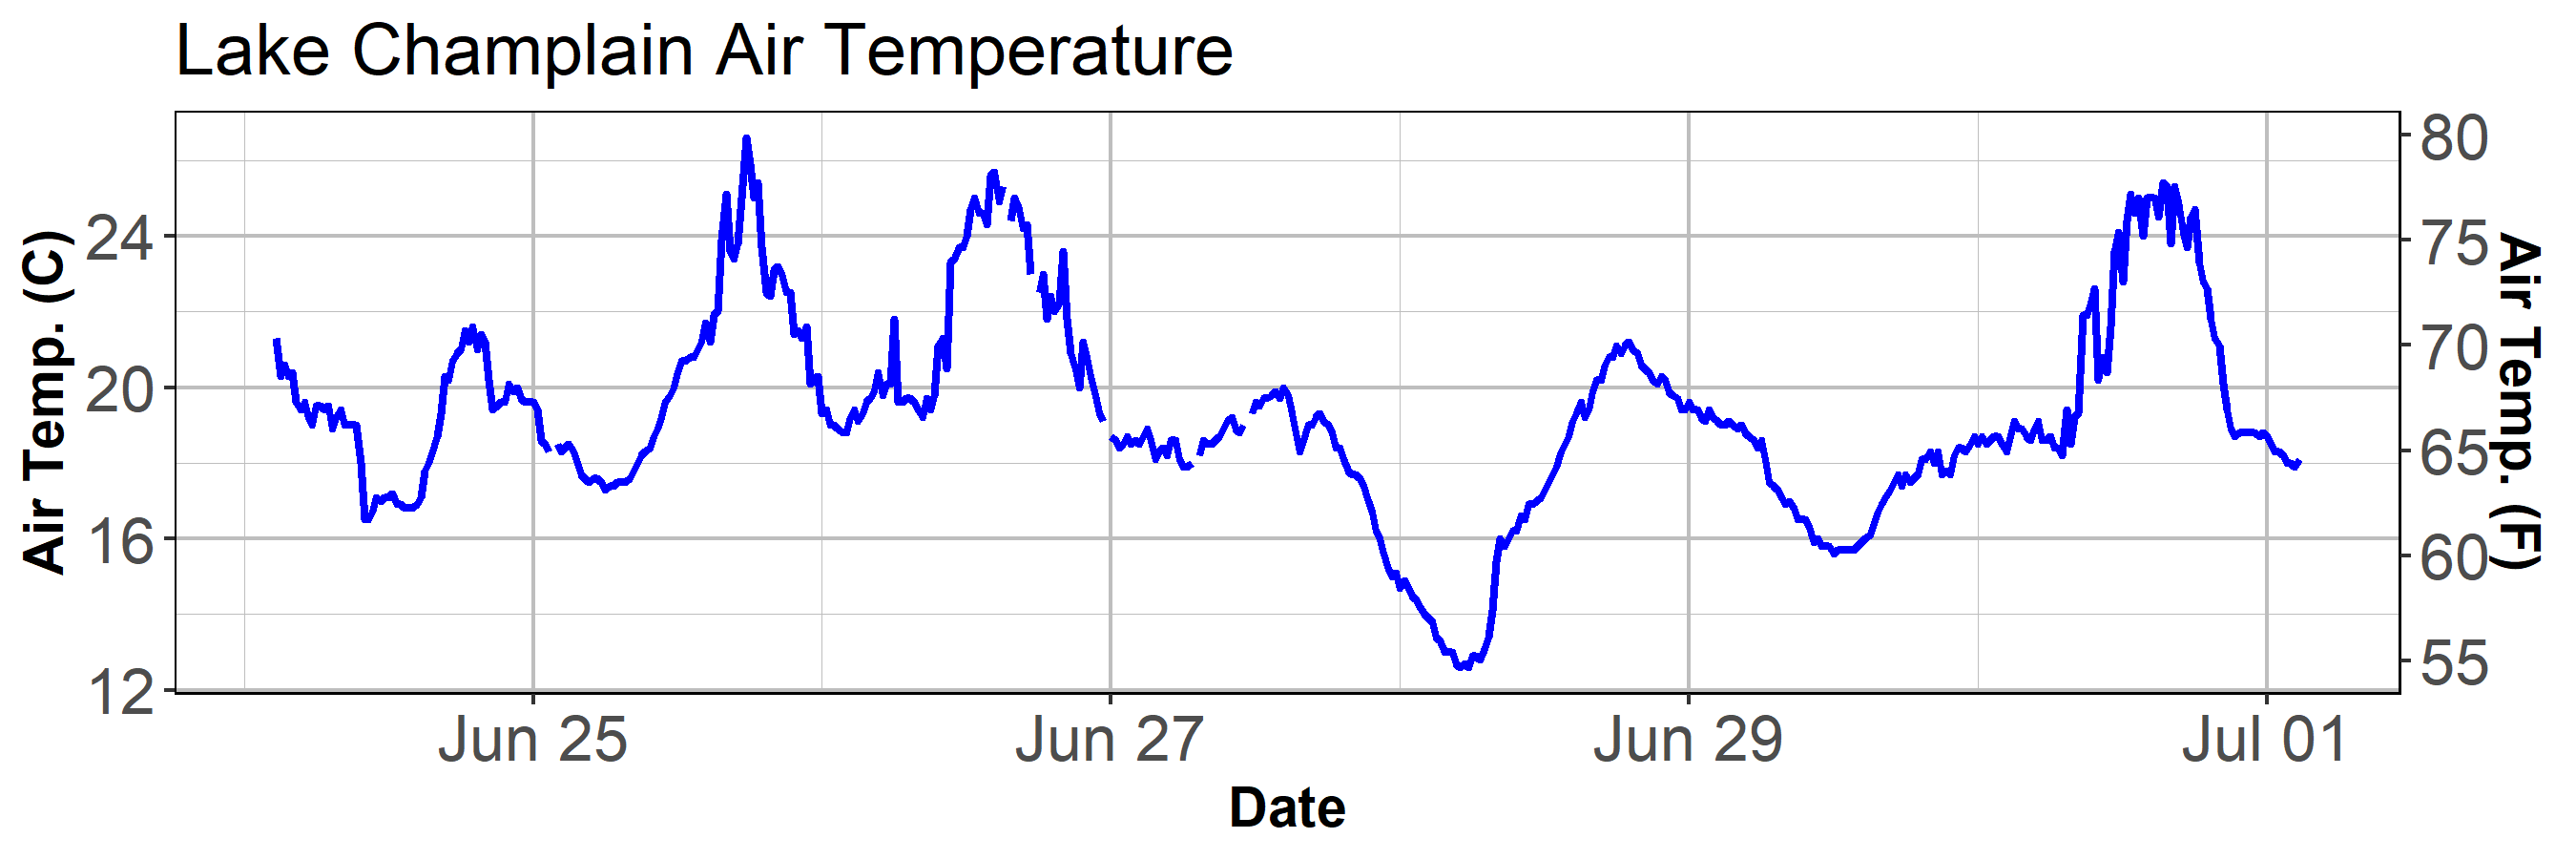 Lake Champlain Air Temperature
Air Temp. (C)
24
20
16
12
80
75
70
65
60
55
Air Temp. (F)
Jun 25
Jun 27
Jun 29
Jul 01
Date